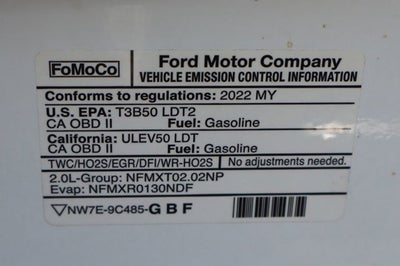 FoMoCo
Ford Motor Company
VEHICLE EMISSION CONTROL INFORMATION
Conforms to regulations: 2022 MY
U.S. EPA: T3B50 LDT2
CA OBD II Fuel: Gasoline
California: ULEV50 LDT
CA OBD II Fuel: Gasoline
TWC/HO2S/EGR/DFI/WR-HO2S No adjustments needed.
2.0L-Group: NFMXT02.02NP
Evap: NFMXR0130NDF
NW7E-9C485-GBF